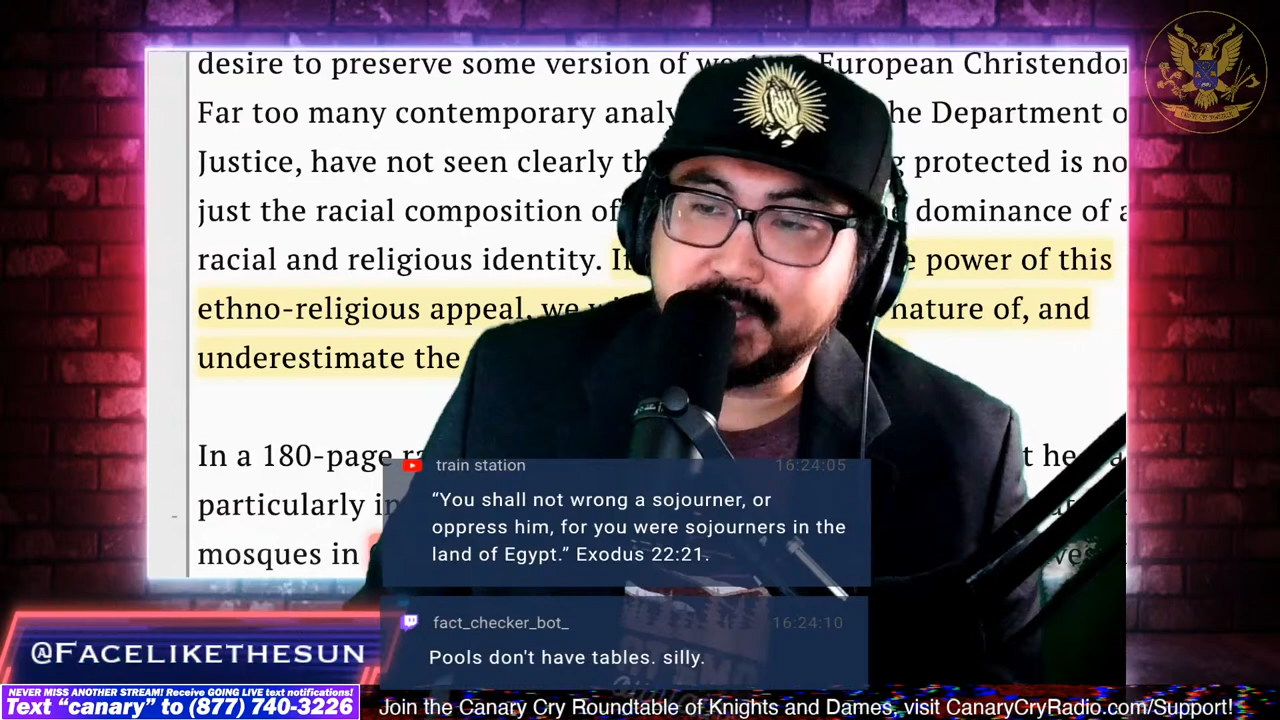 desire to preserve some version of European Christendom
Far too many contemporary he Department o
Justice, have not seen clearly protected is no
just the racial composition of dominance of a
racial and religious identity. power of this
ethno-religious appeal, we nature of, and
underestimate the
In a 180-page
particularly
mosques in
train station 16:24:05
“You shall not wrong a sojourner, or
oppress him, for you were sojourners in the
land of Egypt.” Exodus 22:21.
fact_checker_bot_ 16:24:10
Pools don't have tables. silly.
@FACELIKETHESUN
NEVER MISS ANOTHER STREAM! Receive GOING LIVE text notifications!
Text “canary” to (877) 740-3226
Join the Canary Cry Roundtable of Knights and Dames, visit CanaryCryRadio.com/Support!